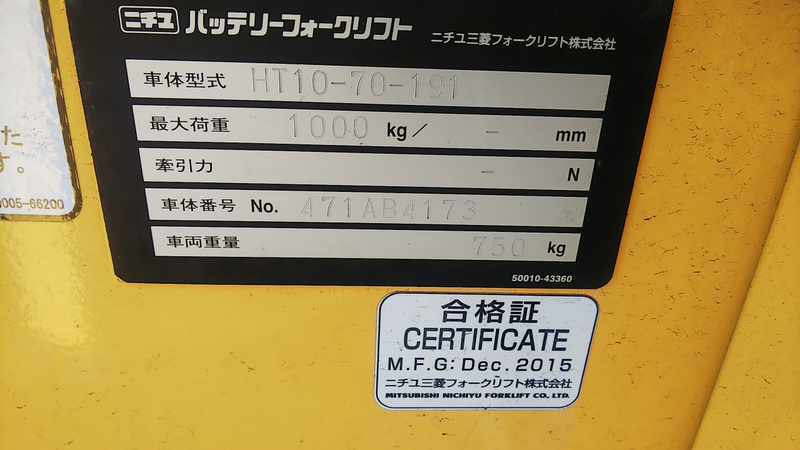 ニチユ バッテリーフォークリフト
ニチユ三菱フォークリフト株式会社
車体型式 HT10-70-191
最大荷重 1000 kg/ - mm
牽引力 - N
車体番号 No. 471AB4173
車両重量 750 kg
50010-43360
た
す。
005-66200
合格証
CERTIFICATE
M.F.G: Dec. 2015
ニチユ三菱フォークリフト株式会社
MITSUBISHI NICHIYU FORKLIFT CO., LTD.